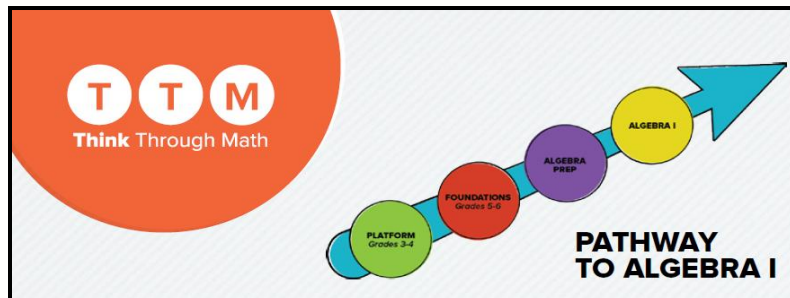 T T M
Think Through Math
PLATFORM
Grades 3-4
FOUNDATIONS
Grades 5-6
ALGEBRA
PREP
ALGEBRA I
PATHWAY
TO ALGEBRA I